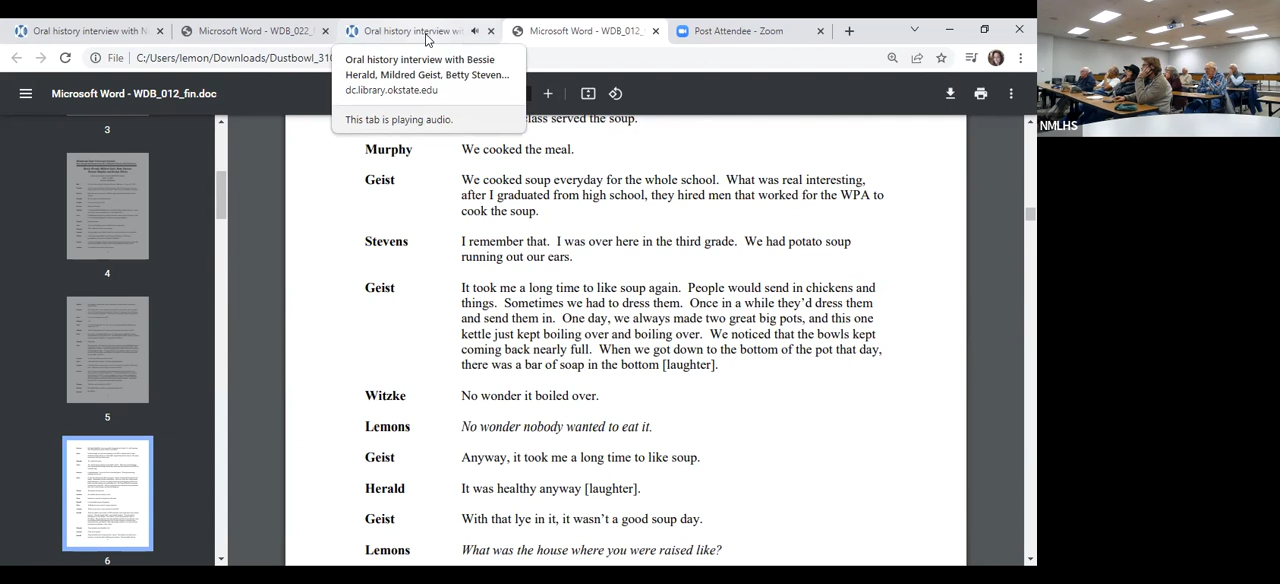 Oral history interview with N
Microsoft Word - WDB_022_
Oral history interview wit
Microsoft Word - WDB_012_
Post Attendee - Zoom
File
C:/Users/lemon/Downloads/Dustbowl_310
Oral history interview with Bessie
Herald, Mildred Geist, Betty Steven...
dc.library.okstate.edu
This tab is playing audio.
Microsoft Word - WDB_012_fin.doc
NMLHS
3
4
5
6
class served the soup.
Murphy We cooked the meal.
Geist We cooked soup everyday for the whole school. What was real interesting,
after I graduated from high school, they hired men that worked for the WPA to
cook the soup.
Stevens I remember that. I was over here in the third grade. We had potato soup
running out our ears.
Geist It took me a long time to like soup again. People would send in chickens and
things. Sometimes we had to dress them. Once in a while they'd dress them
and send them in. One day, we always made two great big pots, and this one
kettle just kept boiling over and boiling over. We noticed that the bowls kept
coming back nearly full. When we got down to the bottom of the pot that day,
there was a bar of soap in the bottom [laughter].
Witzke No wonder it boiled over.
Lemons No wonder nobody wanted to eat it.
Geist Anyway, it took me a long time to like soup.
Herald It was healthy anyway [laughter].
Geist With that lye in it, it wasn't a good soup day.
Lemons What was the house where you were raised like?